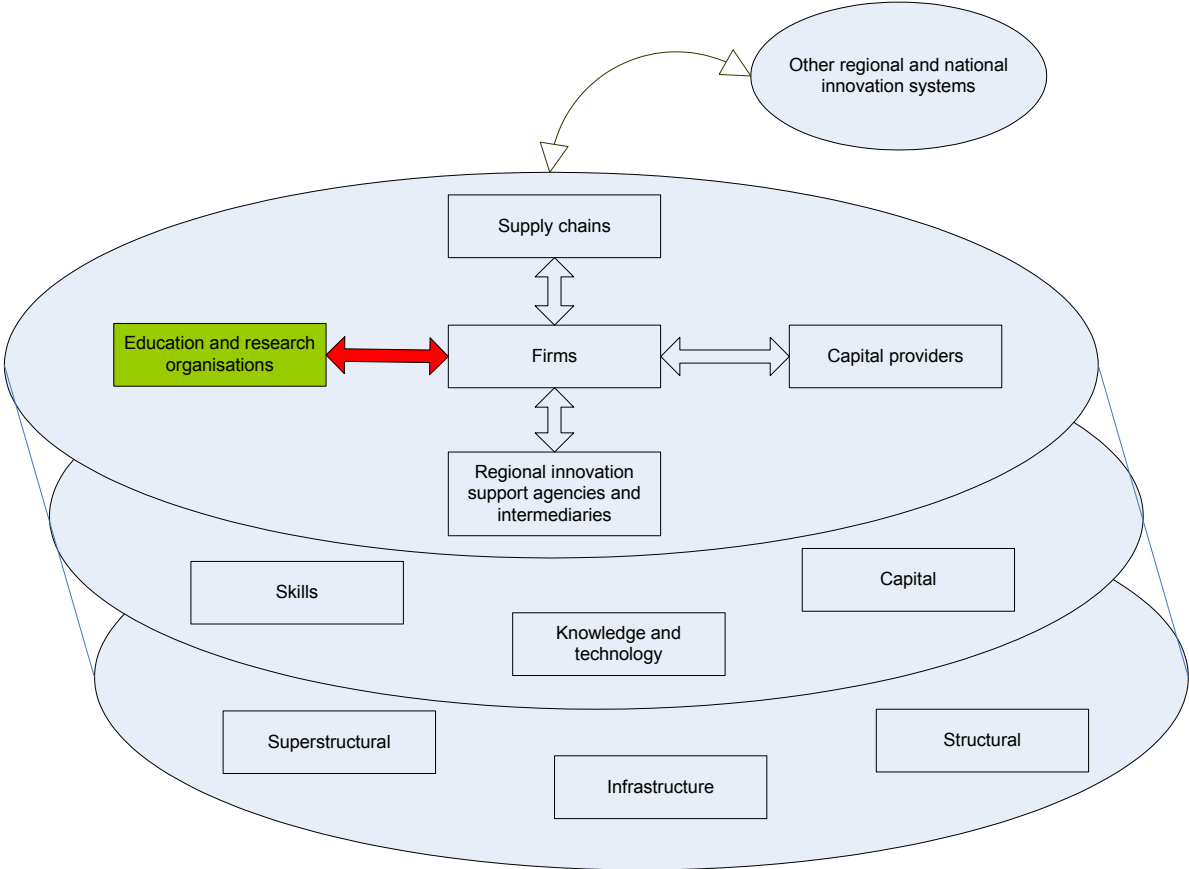 Other regional and national
innovation systems
Supply chains
Education and research
organisations
Firms
Capital providers
Regional innovation
support agencies and
intermediaries
Skills
Capital
Knowledge and
technology
Superstructural
Structural
Infrastructure